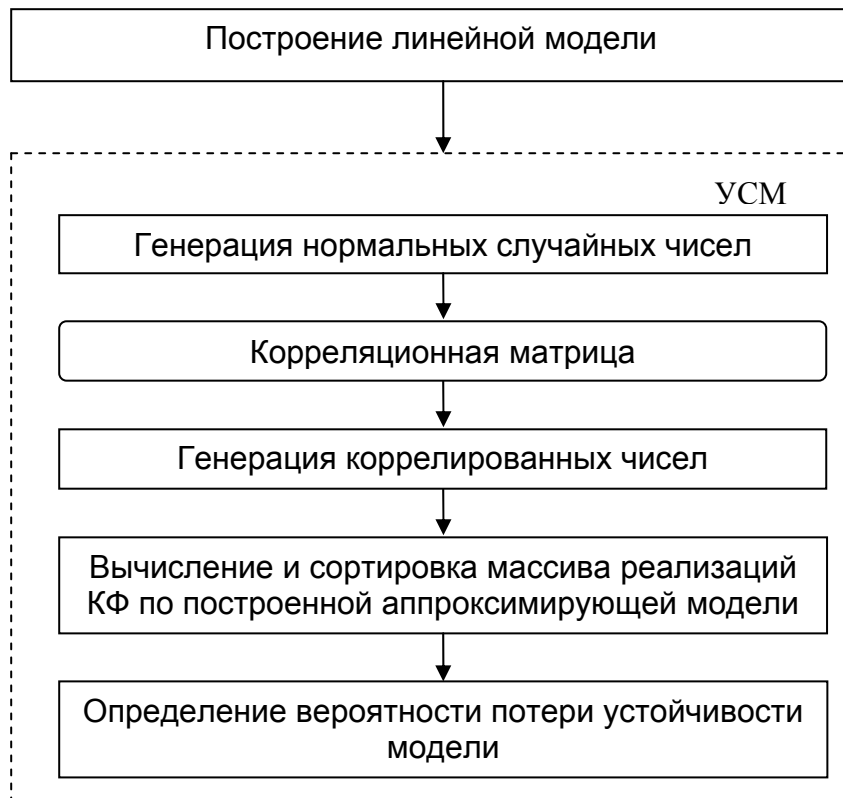 Построение линейной модели
УСМ
Генерация нормальных случайных чисел
Корреляционная матрица
Генерация коррелированных чисел
Вычисление и сортировка массива реализаций
КФ по построенной аппроксимирующей модели
Определение вероятности потери устойчивости
модели